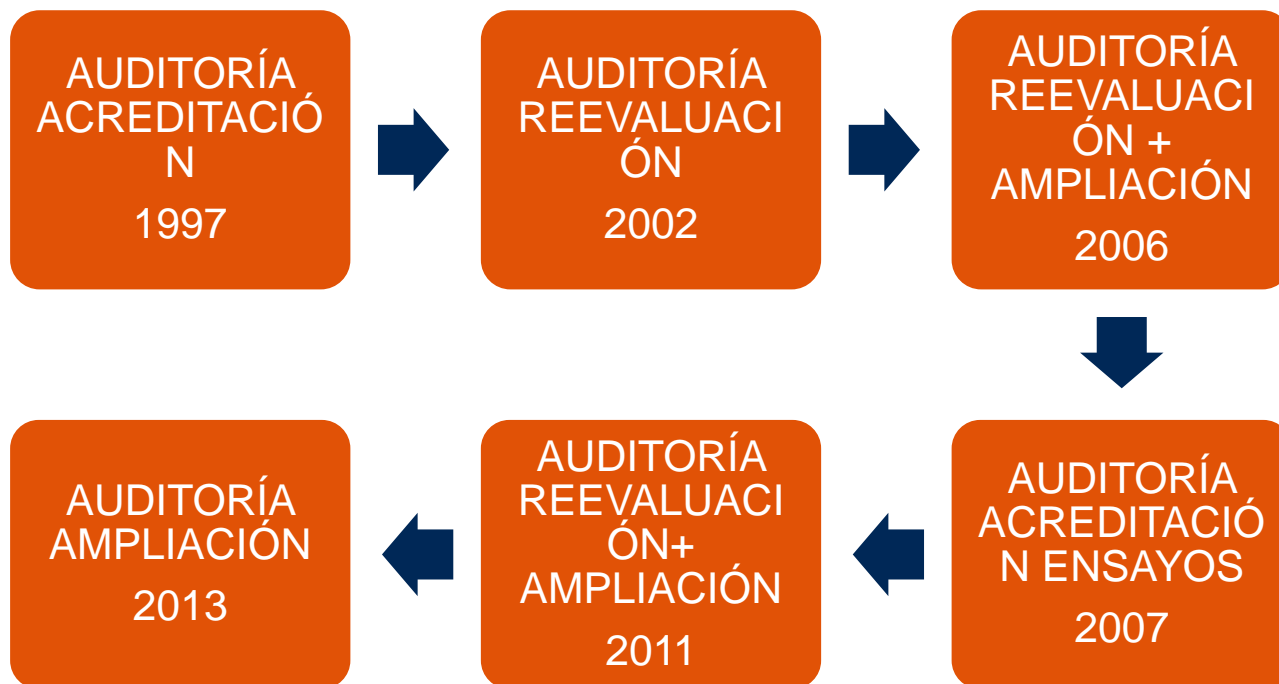 AUDITORÍA
ACREDITACIÓ
N
1997
AUDITORÍA
REEVALUACI
ÓN
2002
AUDITORÍA
REEVALUACI
ÓN +
AMPLIACIÓN
2006
AUDITORÍA
ACREDITACIÓ
N ENSAYOS
2007
AUDITORÍA
REEVALUACI
ÓN+
AMPLIACIÓN
2011
AUDITORÍA
AMPLIACIÓN
2013